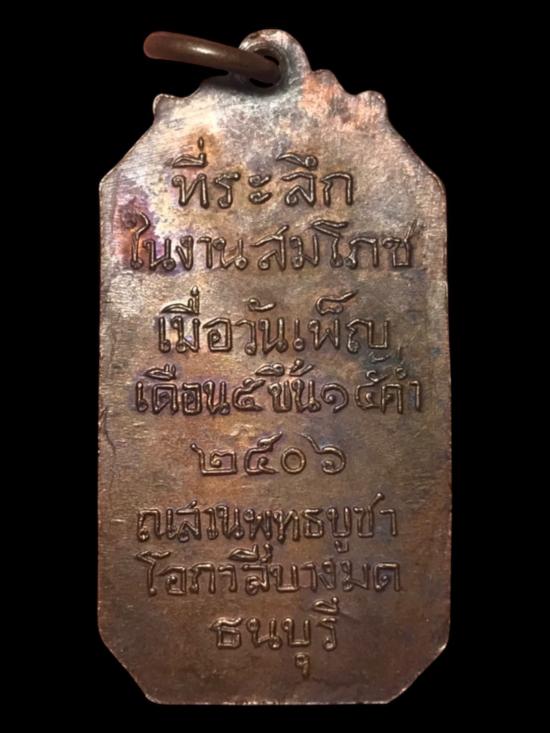 ที่ระลึก
ในงานสมโภช
เมื่อวันเพ็ญ
เดือน๕ขึ้น๑๕ค่ำ
๒๕๐๖
ณสวนพุทธบูชา
โอภาสีบางมด
ธนบุรี